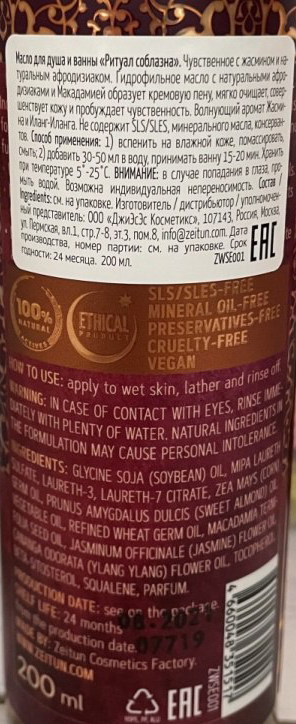 Масло для душа и ванны «Ритуал соблазна». Чувственное с жасмином и на-
туральным афродизиаком. Гидрофильное масло с натуральными афро-
дизиаками и Макадамией образует кремовую пену, мягко очищает, совер-
шенствует кожу и пробуждает чувственность. Волнующий аромат Жасми-
на и Иланг-Иланга. Не содержит SLS/SLES, минерального масла, консерван-
тов. Способ применения: 1) вспенить на влажной коже, помассировать,
смыть; 2) добавить 30-50 мл в воду, принимать ванну 15-20 мин. Хранить
при температуре 5°-25°С. ВНИМАНИЕ: в случае попадания в глаза, про-
мыть водой. Возможна индивидуальная непереносимость. Состав /
Ingredients: см. на упаковке. Изготовитель / дистрибьютор / уполномочен-
ный представитель: ООО «ДжиЭсЭс Косметикс», 107143, Россия, Москва,
ул. Пермская, вл.1, стр.7-8, эт.3, пом.8, info@zeitun.com. Дата
производства, номер партии: см. на упаковке. Срок
годности: 24 месяца. 200 мл.
ZWSE001
EAC
100%
NATURAL
ACTIVES
ETHICAL
PRODUCT
SLS/SLES-FREE
MINERAL OIL-FREE
PRESERVATIVES-FREE
CRUELTY-FREE
VEGAN
HOW TO USE: apply to wet skin, lather and rinse off.
WARNING: IN CASE OF CONTACT WITH EYES, RINSE IMME-
DIATELY WITH PLENTY OF WATER. NATURAL INGREDIENTS IN
THE FORMULATION MAY CAUSE PERSONAL INTOLERANCE.
INGREDIENTS: GLYCINE SOJA (SOYBEAN) OIL, MIPA LAURETH
SULFATE, LAURETH-3, LAURETH-7 CITRATE, ZEA MAYS (CORN)
GERM OIL, PRUNUS AMYGDALUS DULCIS (SWEET ALMOND) OIL,
VEGETABLE OIL, REFINED WHEAT GERM OIL, MACADAMIA TERNI-
FOLIA SEED OIL, JASMINUM OFFICINALE (JASMINE) FLOWER OIL,
CANANGA ODORATA (YLANG YLANG) FLOWER OIL, TOCOPHEROL,
BETA-SITOSTEROL, SQUALENE, PARFUM.
PRODUCTION DATE: see on the package.
SHELF LIFE: 24 months
from the production date.
08.2021
07719
MADE BY: Zeitun Cosmetics Factory.
WWW.ZEITUN.COM
200 ml
EAC
ZWSE001